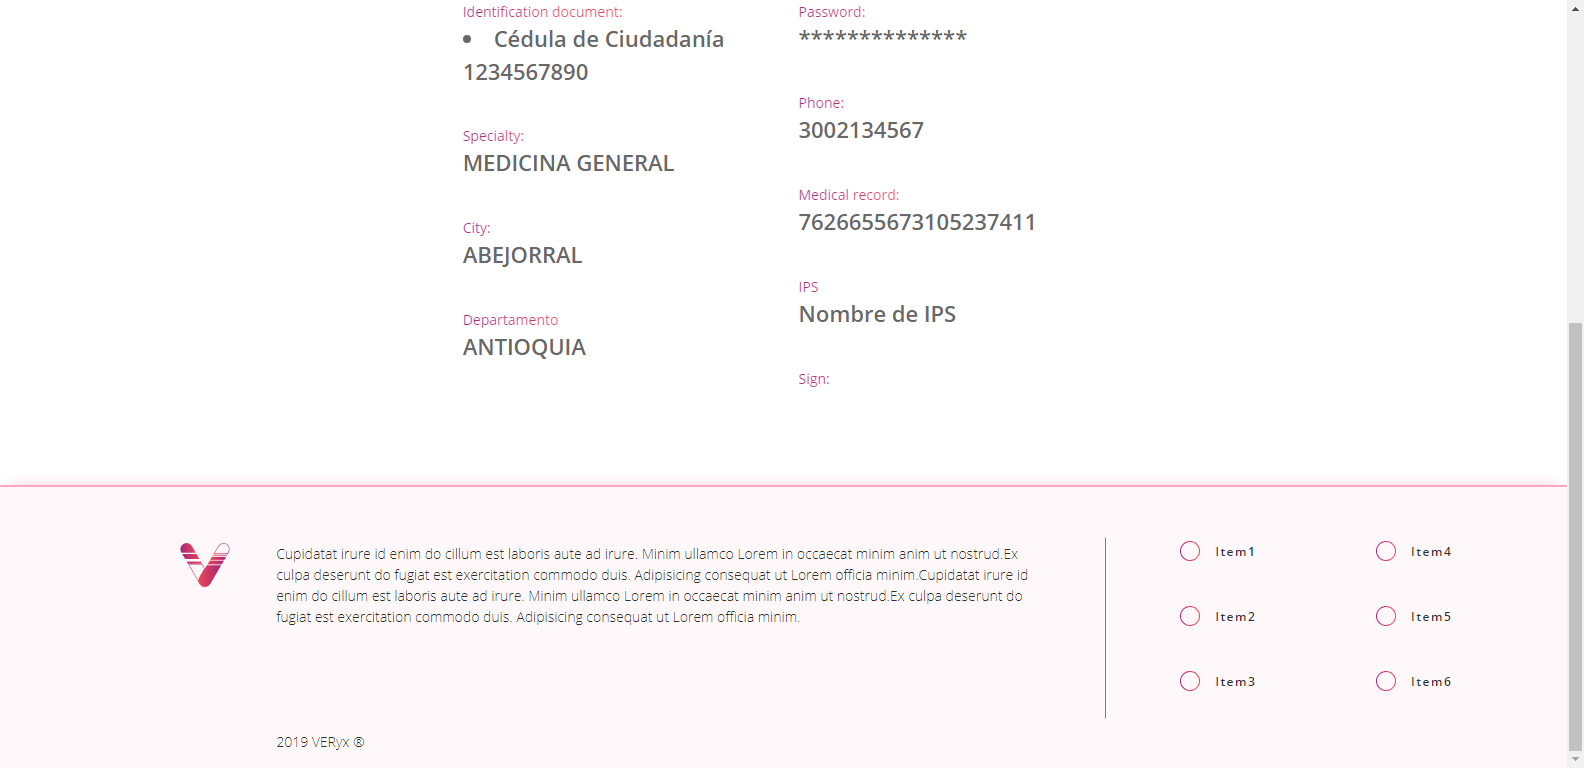 Identification document:
• Cédula de Ciudadanía
1234567890
Specialty:
MEDICINA GENERAL
City:
ABEJORRAL
Departamento
ANTIOQUIA
Password:
**************
Phone:
3002134567
Medical record:
7626655673105237411
IPS
Nombre de IPS
Sign:
Cupidatat irure id enim do cillum est laboris aute ad irure. Minim ullamco Lorem in occaecat minim anim ut nostrud.Ex
culpa deserunt do fugiat est exercitation commodo duis. Adipisicing consequat ut Lorem officia minim.Cupidatat irure id
enim do cillum est laboris aute ad irure. Minim ullamco Lorem in occaecat minim anim ut nostrud.Ex culpa deserunt do
fugiat est exercitation commodo duis. Adipisicing consequat ut Lorem officia minim.
2019 VERyx ®
Item1
Item2
Item3
Item4
Item5
Item6